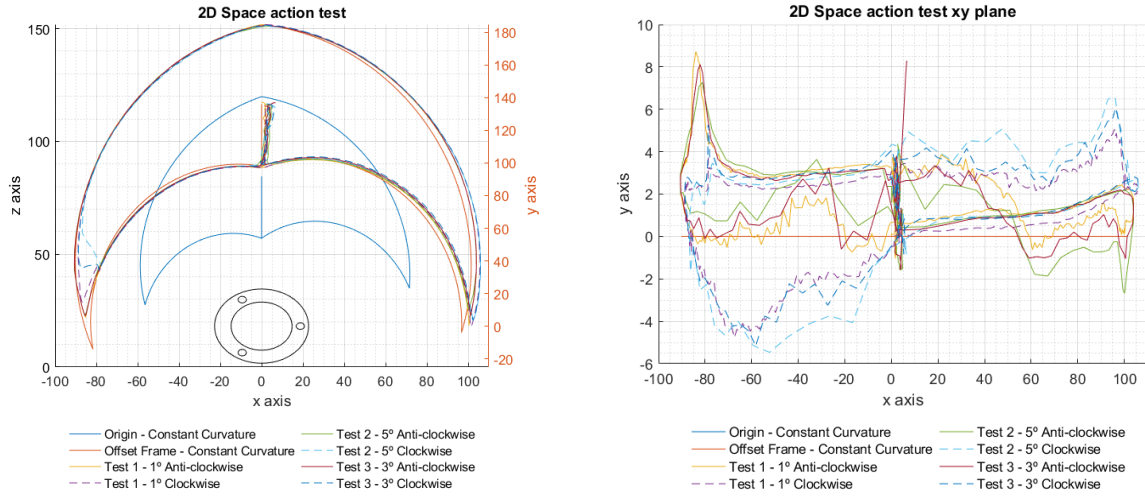 2D Space action test
150
100
50
0
z axis
180
160
140
120
100
80
60
40
20
0
-20
y axis
-100 -80 -60 -40 -20 0 20 40 60 80 100
x axis
Origin - Constant Curvature
Offset Frame - Constant Curvature
Test 1 - 1º Anti-clockwise
Test 1 - 1º Clockwise
Test 2 - 5º Anti-clockwise
Test 2 - 5º Clockwise
Test 3 - 3º Anti-clockwise
Test 3 - 3º Clockwise
2D Space action test xy plane
10
8
6
4
2
0
-2
-4
-6
y axis
-100 -80 -60 -40 -20 0 20 40 60 80 100
x axis
Origin - Constant Curvature
Offset Frame - Constant Curvature
Test 1 - 1º Anti-clockwise
Test 1 - 1º Clockwise
Test 2 - 5º Anti-clockwise
Test 2 - 5º Clockwise
Test 3 - 3º Anti-clockwise
Test 3 - 3º Clockwise